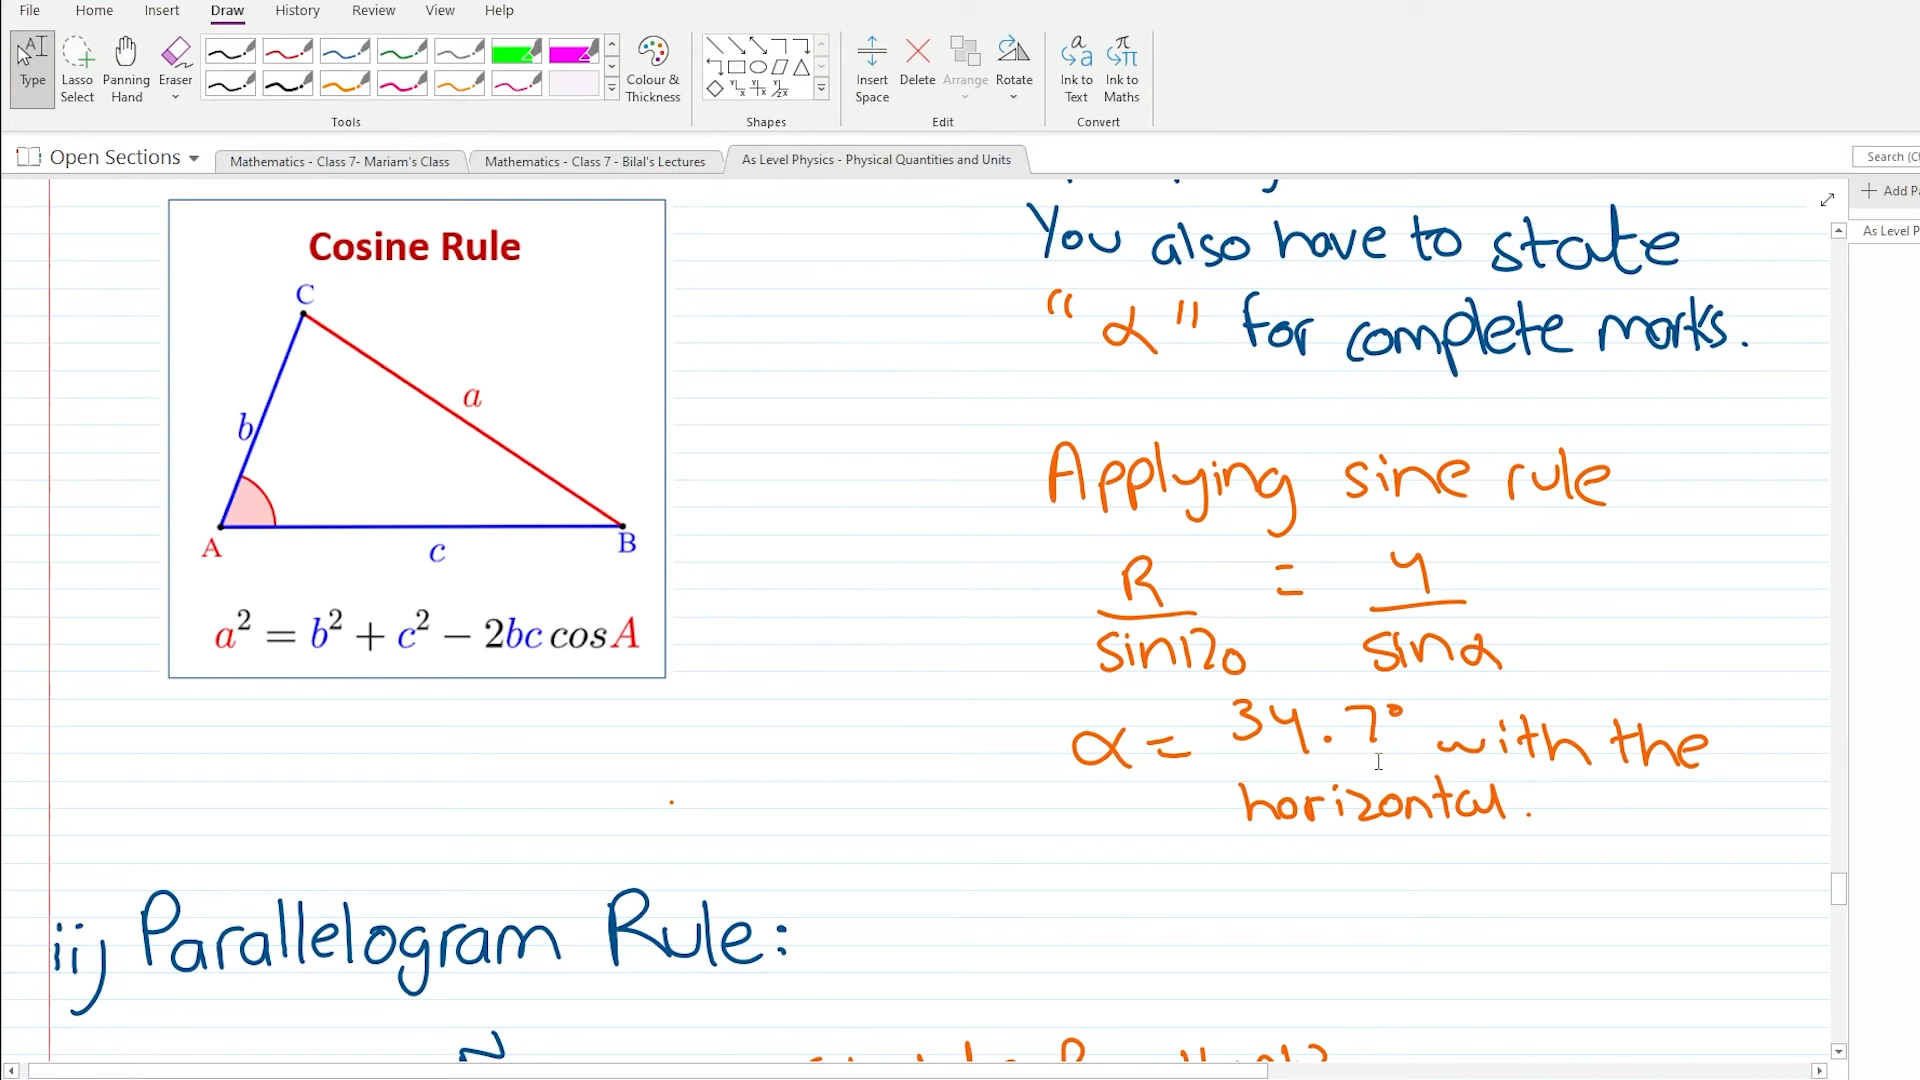 File Home Insert Draw History Review View Help
Type
Lasso Select
Panning Hand
Eraser
Colour & Thickness
Insert Space
Delete
Arrange
Rotate
Ink to Text
Ink to Maths
Tools
Shapes
Edit
Convert
Open Sections
Mathematics - Class 7- Mariam's Class
Mathematics - Class 7 - Bilal's Lectures
As Level Physics - Physical Quantities and Units
Search (Ct
+ Add Pa
As Level P
Cosine Rule
C
b
a
A
c
B
a² = b² + c² − 2bc cosA
You also have to state
"α" for complete marks.
Applying sine rule
R/sin120 = 4/sinα
α = 34.7° with the
horizontal.
ii) Parallelogram Rule:
N